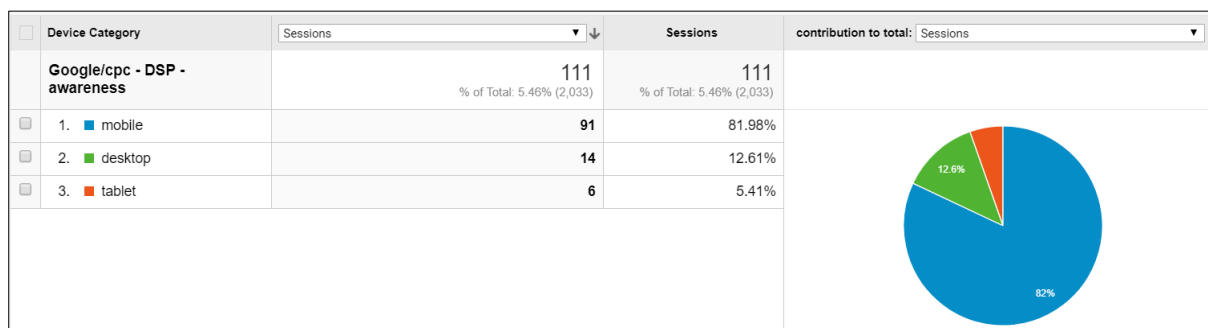 Device Category
Sessions
Sessions
contribution to total: Sessions
Google/cpc - DSP -
awareness
111
% of Total: 5.46% (2,033)
111
% of Total: 5.46% (2,033)
1. mobile 91 81.98%
2. desktop 14 12.61%
3. tablet 6 5.41%
12.6%
82%